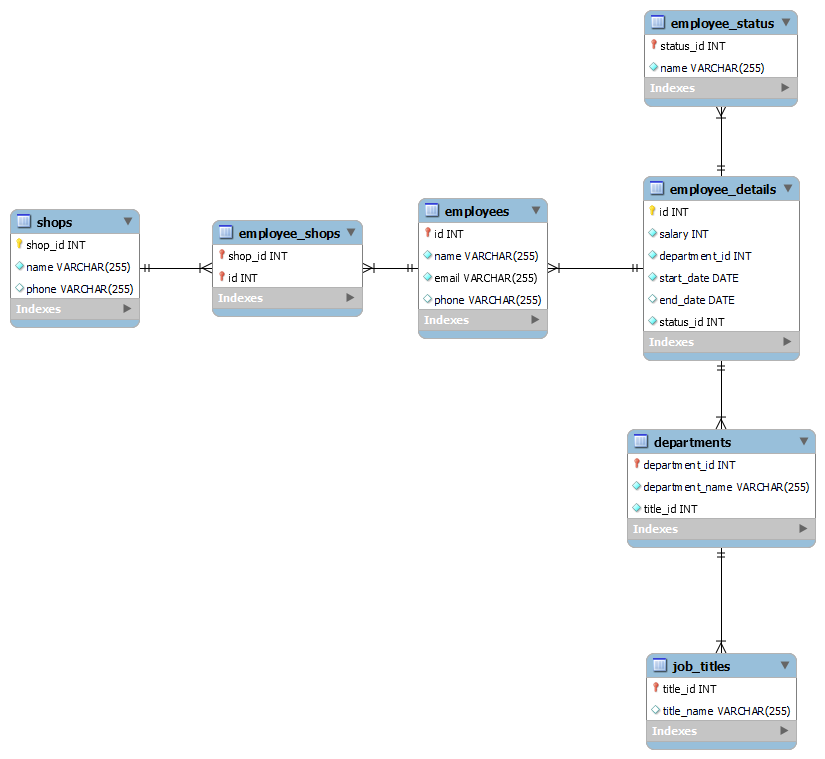 employee_status
status_id INT
name VARCHAR(255)
Indexes
shops
shop_id INT
name VARCHAR(255)
phone VARCHAR(255)
Indexes
employee_shops
shop_id INT
id INT
Indexes
employees
id INT
name VARCHAR(255)
email VARCHAR(255)
phone VARCHAR(255)
Indexes
employee_details
id INT
salary INT
department_id INT
start_date DATE
end_date DATE
status_id INT
Indexes
departments
department_id INT
department_name VARCHAR(255)
title_id INT
Indexes
job_titles
title_id INT
title_name VARCHAR(255)
Indexes